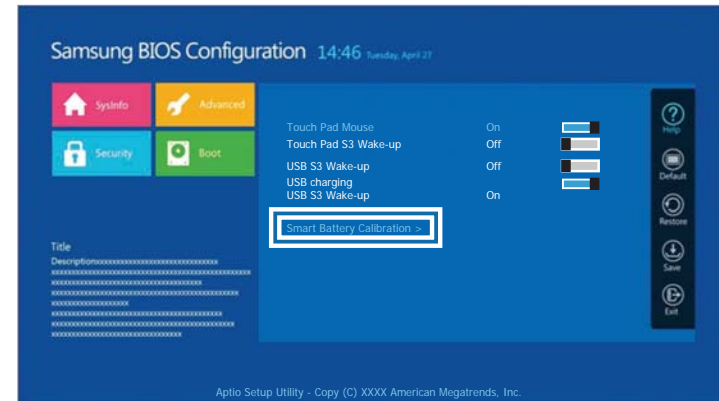 Samsung BIOS Configuration 14:46 Tuesday, April 27
SysInfo
Advanced
Security
Boot
Touch Pad Mouse On
Touch Pad S3 Wake-up Off
USB S3 Wake-up Off
USB charging
USB S3 Wake-up On
Smart Battery Calibration >
Help
Default
Restore
Save
Exit
Title
Description
Aptio Setup Utility - Copy (C) XXXX American Megatrends, Inc.